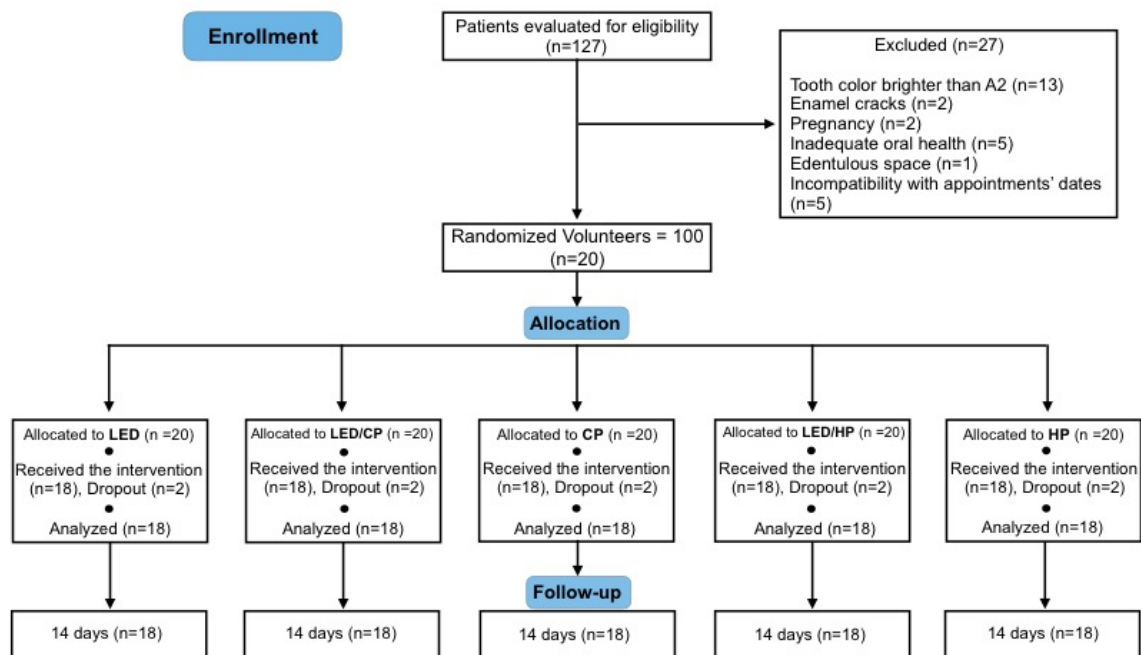 Enrollment
Patients evaluated for eligibility
(n=127)
Excluded (n=27)
Tooth color brighter than A2 (n=13)
Enamel cracks (n=2)
Pregnancy (n=2)
Inadequate oral health (n=5)
Edentulous space (n=1)
Incompatibility with appointments' dates
(n=5)
Randomized Volunteers = 100
(n=20)
Allocation
Allocated to LED (n =20)
•
Received the intervention
(n=18), Dropout (n=2)
•
Analyzed (n=18)
Allocated to LED/CP (n =20)
•
Received the intervention
(n=18), Dropout (n=2)
•
Analyzed (n=18)
Allocated to CP (n =20)
•
Received the intervention
(n=18), Dropout (n=2)
•
Analyzed (n=18)
Allocated to LED/HP (n =20)
•
Received the intervention
(n=18), Dropout (n=2)
•
Analyzed (n=18)
Allocated to HP (n =20)
•
Received the intervention
(n=18), Dropout (n=2)
•
Analyzed (n=18)
Follow-up
14 days (n=18)
14 days (n=18)
14 days (n=18)
14 days (n=18)
14 days (n=18)